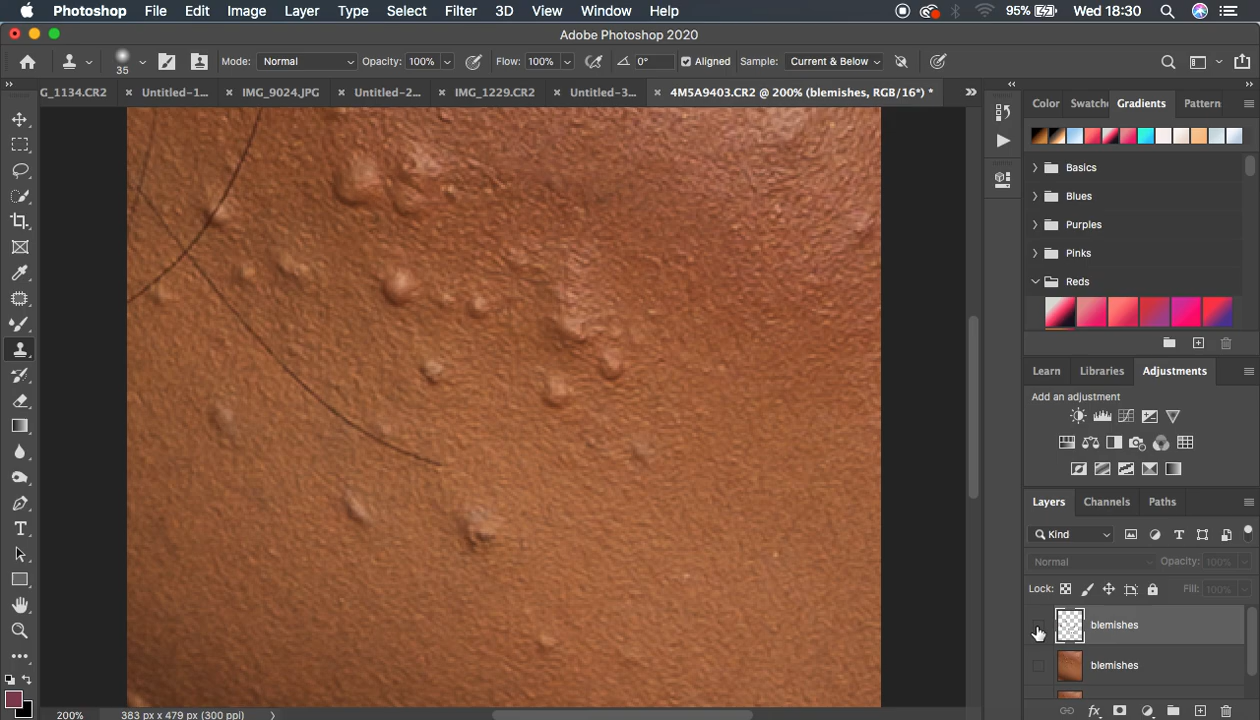 Photoshop File Edit Image Layer Type Select Filter 3D View Window Help 95% Wed 18:30
Adobe Photoshop 2020
35 Mode: Normal Opacity: 100% Flow: 100% 0° Aligned Sample: Current & Below
G_1134.CR2 Untitled-1... IMG_9024.JPG Untitled-2... IMG_1229.CR2 Untitled-3... 4M5A9403.CR2 @ 200% (blemishes, RGB/16*) *
Color Swatche Gradients Pattern
Basics
Blues
Purples
Pinks
Reds
Learn Libraries Adjustments
Add an adjustment
Layers Channels Paths
Kind
Normal Opacity: 100%
Lock: Fill: 100%
blemishes
blemishes
200% 383 px x 479 px (300 ppi)